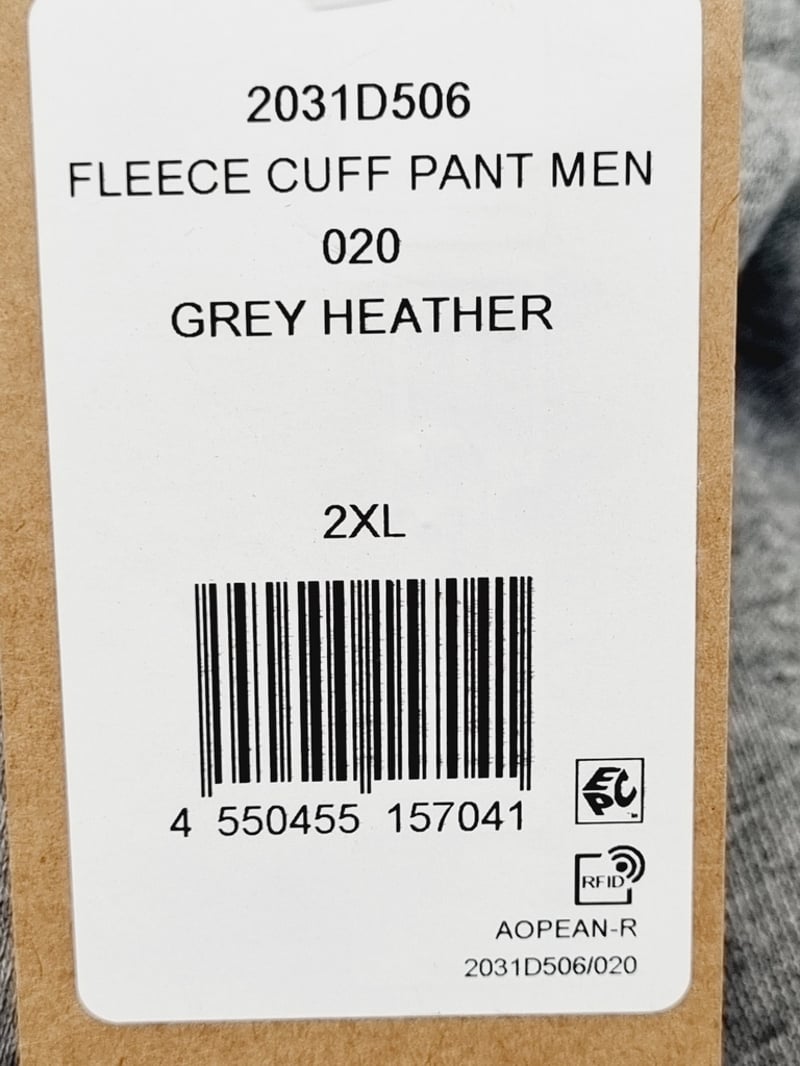 2031D506
FLEECE CUFF PANT MEN
020
GREY HEATHER
2XL
4 550455 157041
EPC
RFID
AOPEAN-R
2031D506/020